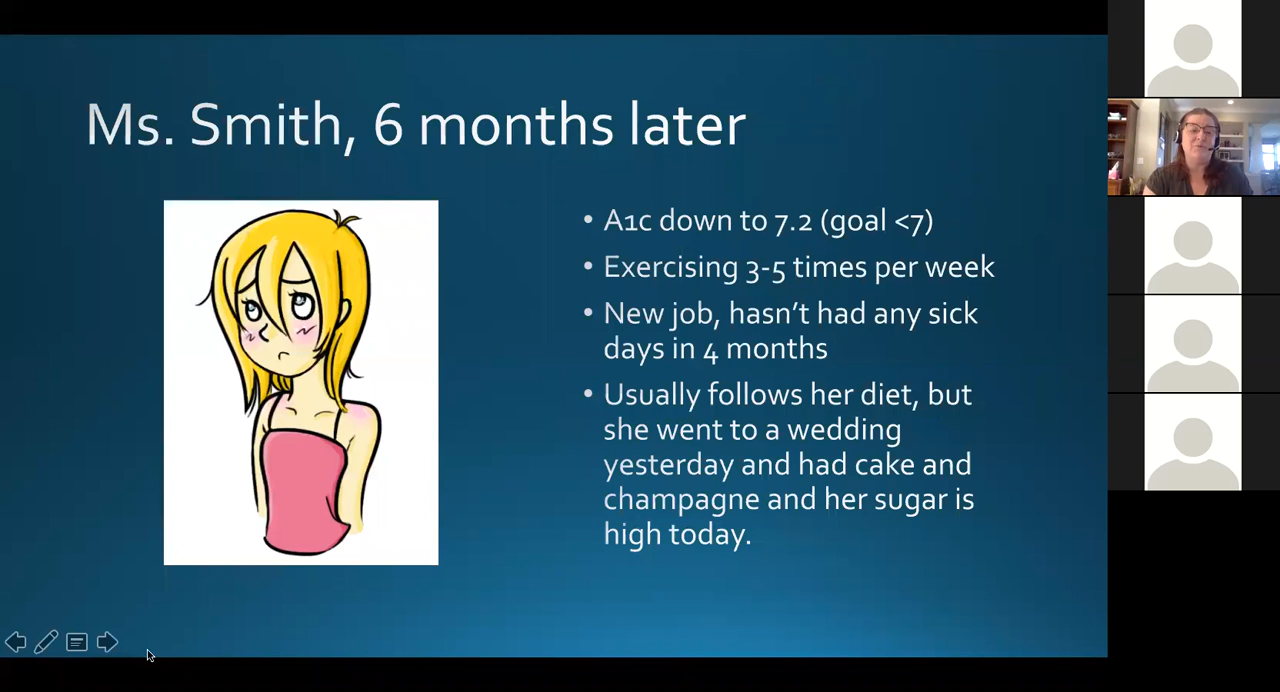 Ms. Smith, 6 months later
• A1c down to 7.2 (goal <7)
• Exercising 3-5 times per week
• New job, hasn’t had any sick
days in 4 months
• Usually follows her diet, but
she went to a wedding
yesterday and had cake and
champagne and her sugar is
high today.